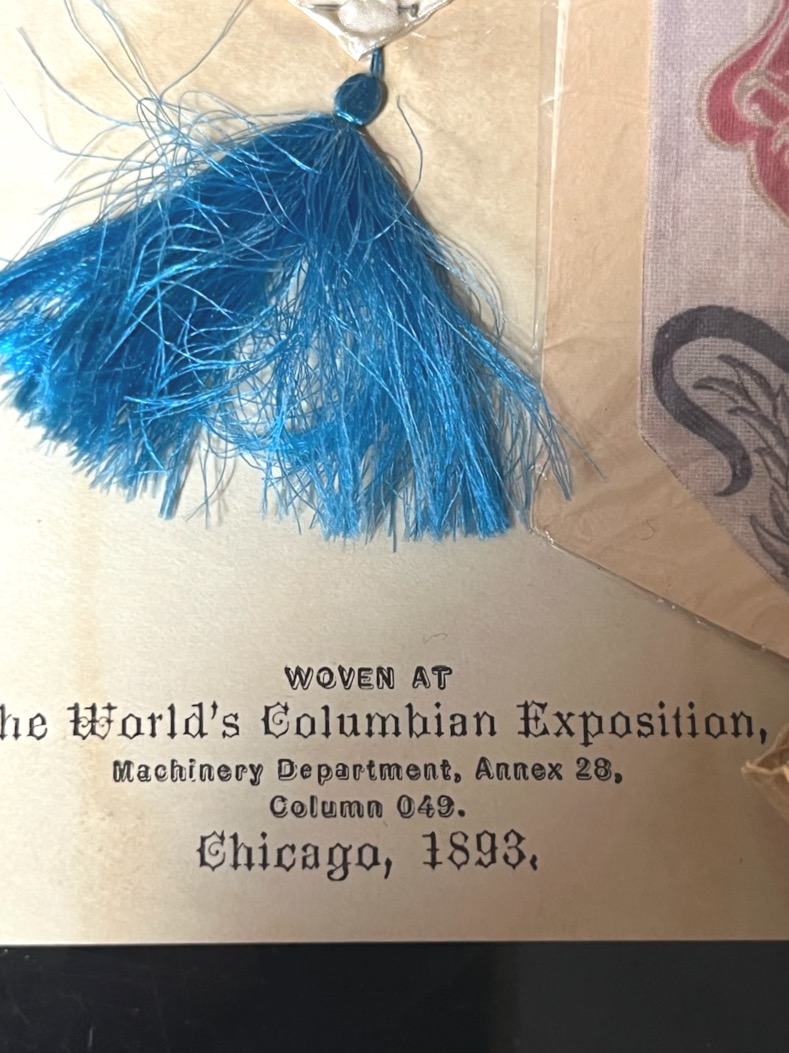 WOVEN AT
he World's Columbian Exposition,
Machinery Department, Annex 28,
Column 049.
Chicago, 1893.